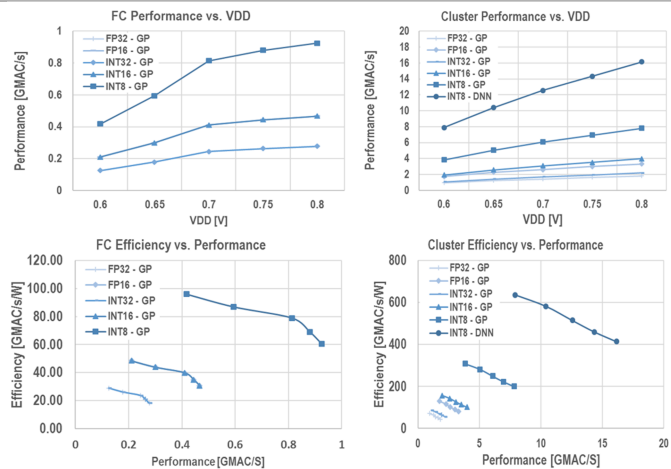 FC Performance vs. VDD
Performance [GMAC/s]
1
0.8
0.6
0.4
0.2
0
FP32 - GP
FP16 - GP
INT32 - GP
INT16 - GP
INT8 - GP
0.6 0.65 0.7 0.75 0.8
VDD [V]
Cluster Performance vs. VDD
Performance [GMAC/s]
20
18
16
14
12
10
8
6
4
2
0
FP32 - GP
FP16 - GP
INT32 - GP
INT16 - GP
INT8 - GP
INT8 - DNN
0.6 0.65 0.7 0.75 0.8
VDD [V]
FC Efficiency vs. Performance
Efficiency [GMAC/s/W]
120.00
100.00
80.00
60.00
40.00
20.00
0.00
FP32 - GP
FP16 - GP
INT32 - GP
INT16 - GP
INT8 - GP
0 0.2 0.4 0.6 0.8 1
Performance [GMAC/S]
Cluster Efficiency vs. Performance
Efficiency [GMAC/s/W]
800
600
400
200
0
FP32 - GP
FP16 - GP
INT32 - GP
INT16 - GP
INT8 - GP
INT8 - DNN
0 5 10 15 20
Performance [GMAC/S]